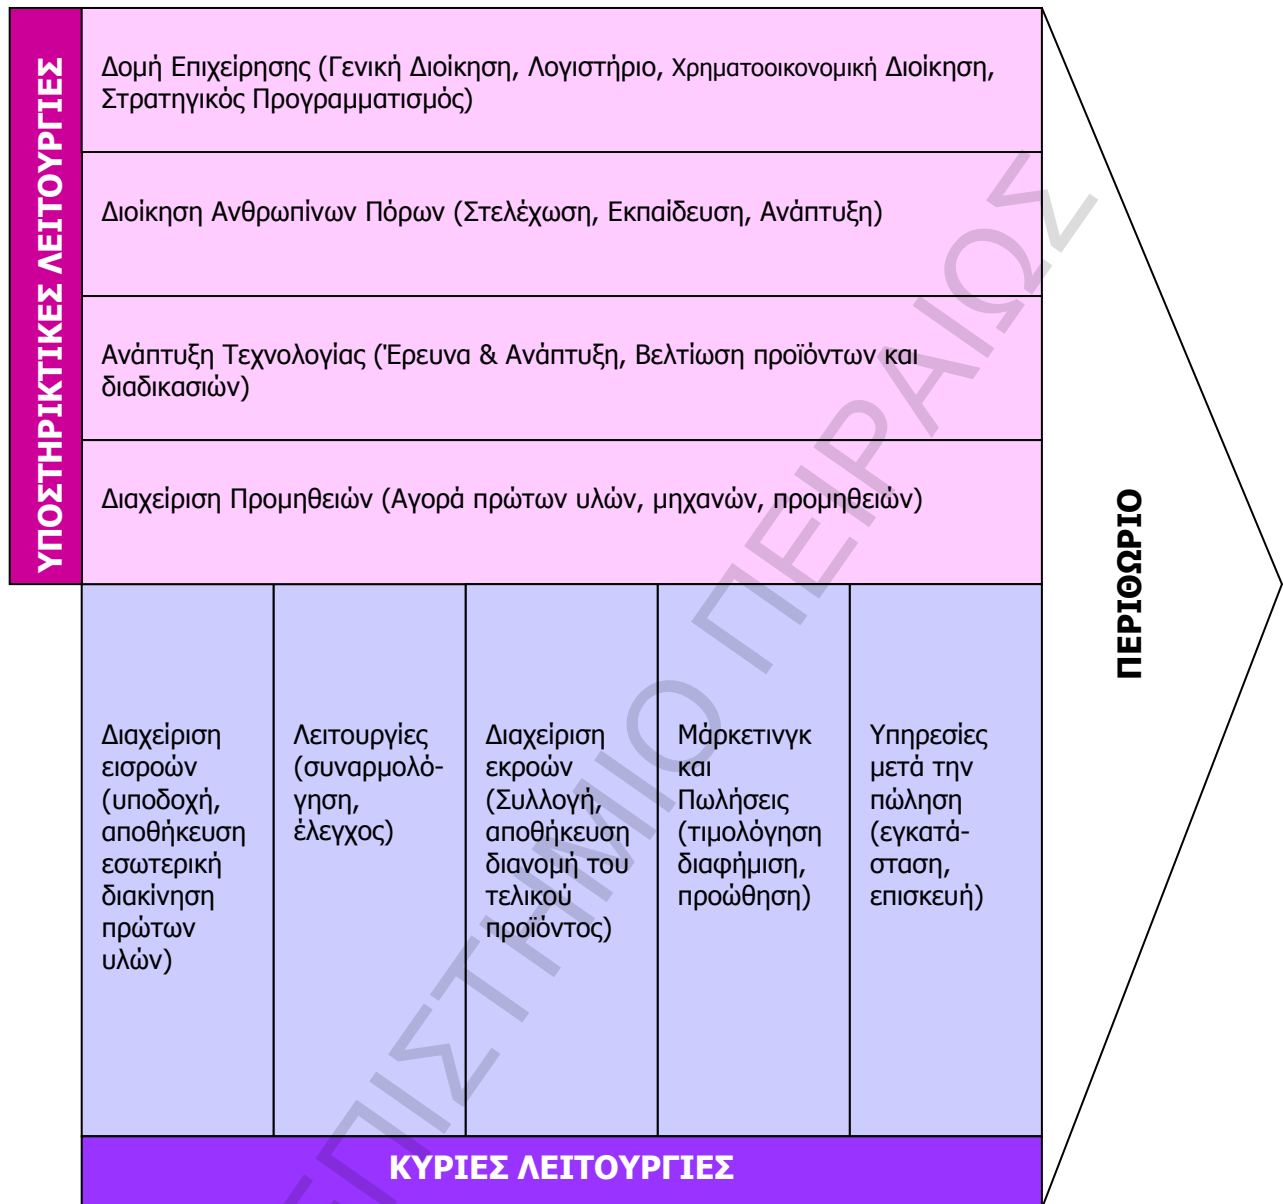 ΥΠΟΣΤΗΡΙΚΤΙΚΕΣ ΛΕΙΤΟΥΡΓΙΕΣ
Δομή Επιχείρησης (Γενική Διοίκηση, Λογιστήριο, Χρηματοοικονομική Διοίκηση,
Στρατηγικός Προγραμματισμός)
Διοίκηση Ανθρωπίνων Πόρων (Στελέχωση, Εκπαίδευση, Ανάπτυξη)
Ανάπτυξη Τεχνολογίας (Έρευνα & Ανάπτυξη, Βελτίωση προϊόντων και
διαδικασιών)
Διαχείριση Προμηθειών (Αγορά πρώτων υλών, μηχανών, προμηθειών)
Διαχείριση
εισροών
(υποδοχή,
αποθήκευση
εσωτερική
διακίνηση
πρώτων
υλών)
Λειτουργίες
(συναρμολό-
γηση,
έλεγχος)
Διαχείριση
εκροών
(Συλλογή,
αποθήκευση
διανομή του
τελικού
προϊόντος)
Μάρκετινγκ
και
Πωλήσεις
(τιμολόγηση
διαφήμιση,
προώθηση)
Υπηρεσίες
μετά την
πώληση
(εγκατά-
σταση,
επισκευή)
ΠΕΡΙΘΩΡΙΟ
ΚΥΡΙΕΣ ΛΕΙΤΟΥΡΓΙΕΣ
ΕΠΙΣΤΗΜΙΟ ΠΕΙΡΑΙΩΣ